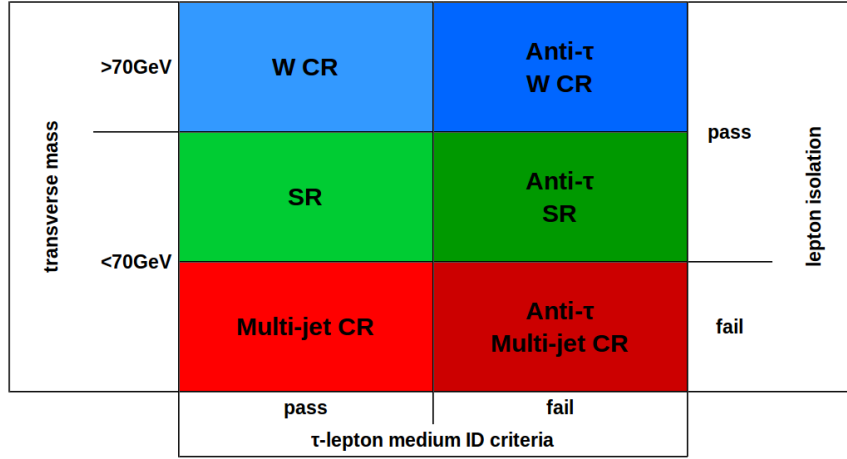 transverse mass
>70GeV
<70GeV
W CR
Anti-τ
W CR
SR
Anti-τ
SR
Multi-jet CR
Anti-τ
Multi-jet CR
pass
fail
lepton isolation
pass
fail
τ-lepton medium ID criteria